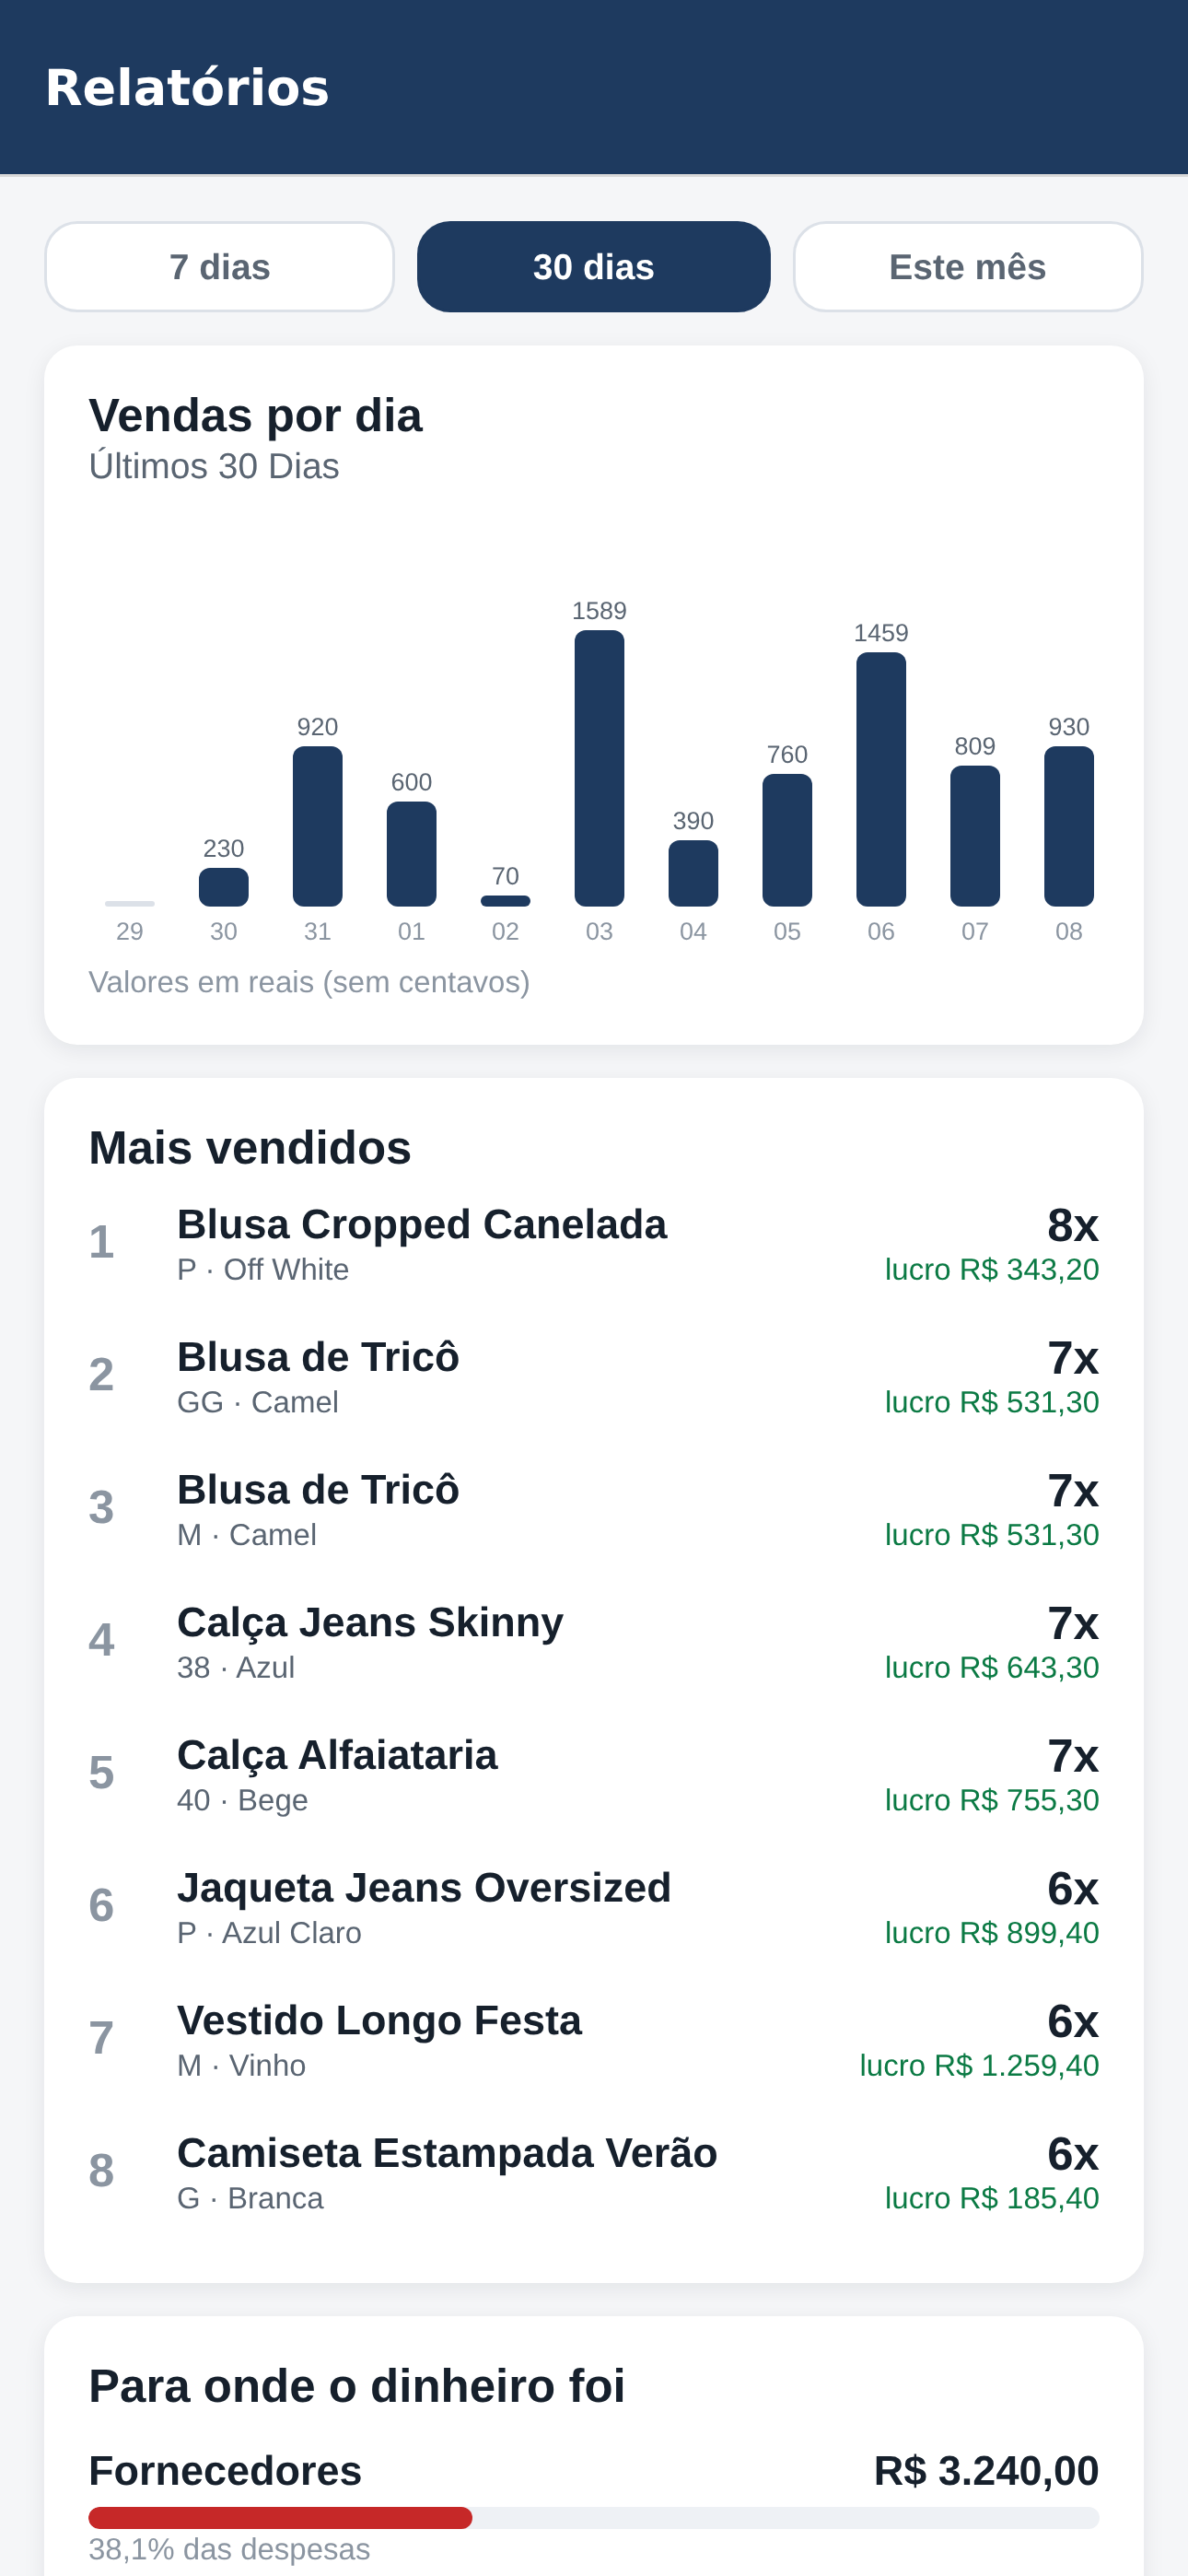 Relatórios
7 dias 30 dias Este mês
Vendas por dia
Últimos 30 Dias
230 920 600 70 1589 390 760 1459 809 930
29 30 31 01 02 03 04 05 06 07 08
Valores em reais (sem centavos)
Mais vendidos
1 Blusa Cropped Canelada 8x
P · Off White lucro R$ 343,20
2 Blusa de Tricô 7x
GG · Camel lucro R$ 531,30
3 Blusa de Tricô 7x
M · Camel lucro R$ 531,30
4 Calça Jeans Skinny 7x
38 · Azul lucro R$ 643,30
5 Calça Alfaiataria 7x
40 · Bege lucro R$ 755,30
6 Jaqueta Jeans Oversized 6x
P · Azul Claro lucro R$ 899,40
7 Vestido Longo Festa 6x
M · Vinho lucro R$ 1.259,40
8 Camiseta Estampada Verão 6x
G · Branca lucro R$ 185,40
Para onde o dinheiro foi
Fornecedores R$ 3.240,00
38,1% das despesas